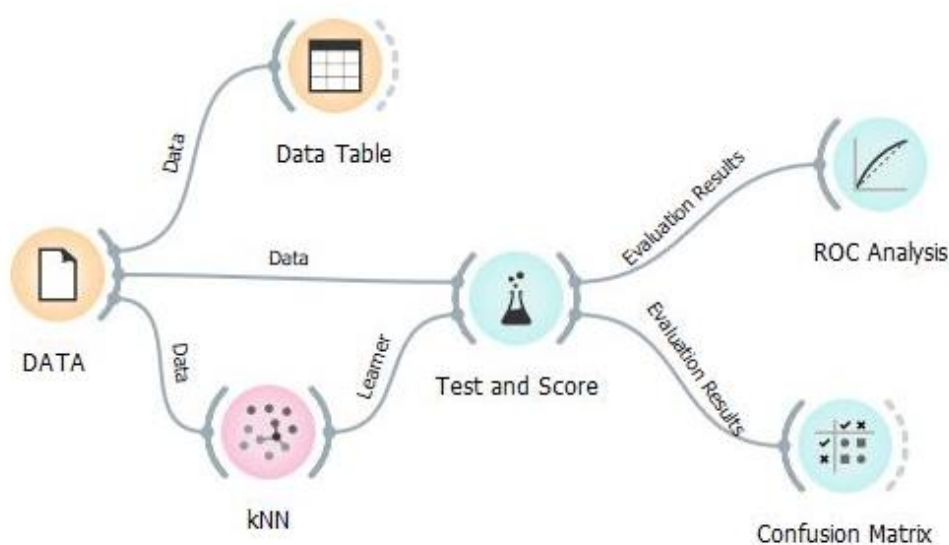 Data Table
Data
Data
Data
DATA
Learner
kNN
Test and Score
Evaluation Results
ROC Analysis
Evaluation Results
Confusion Matrix